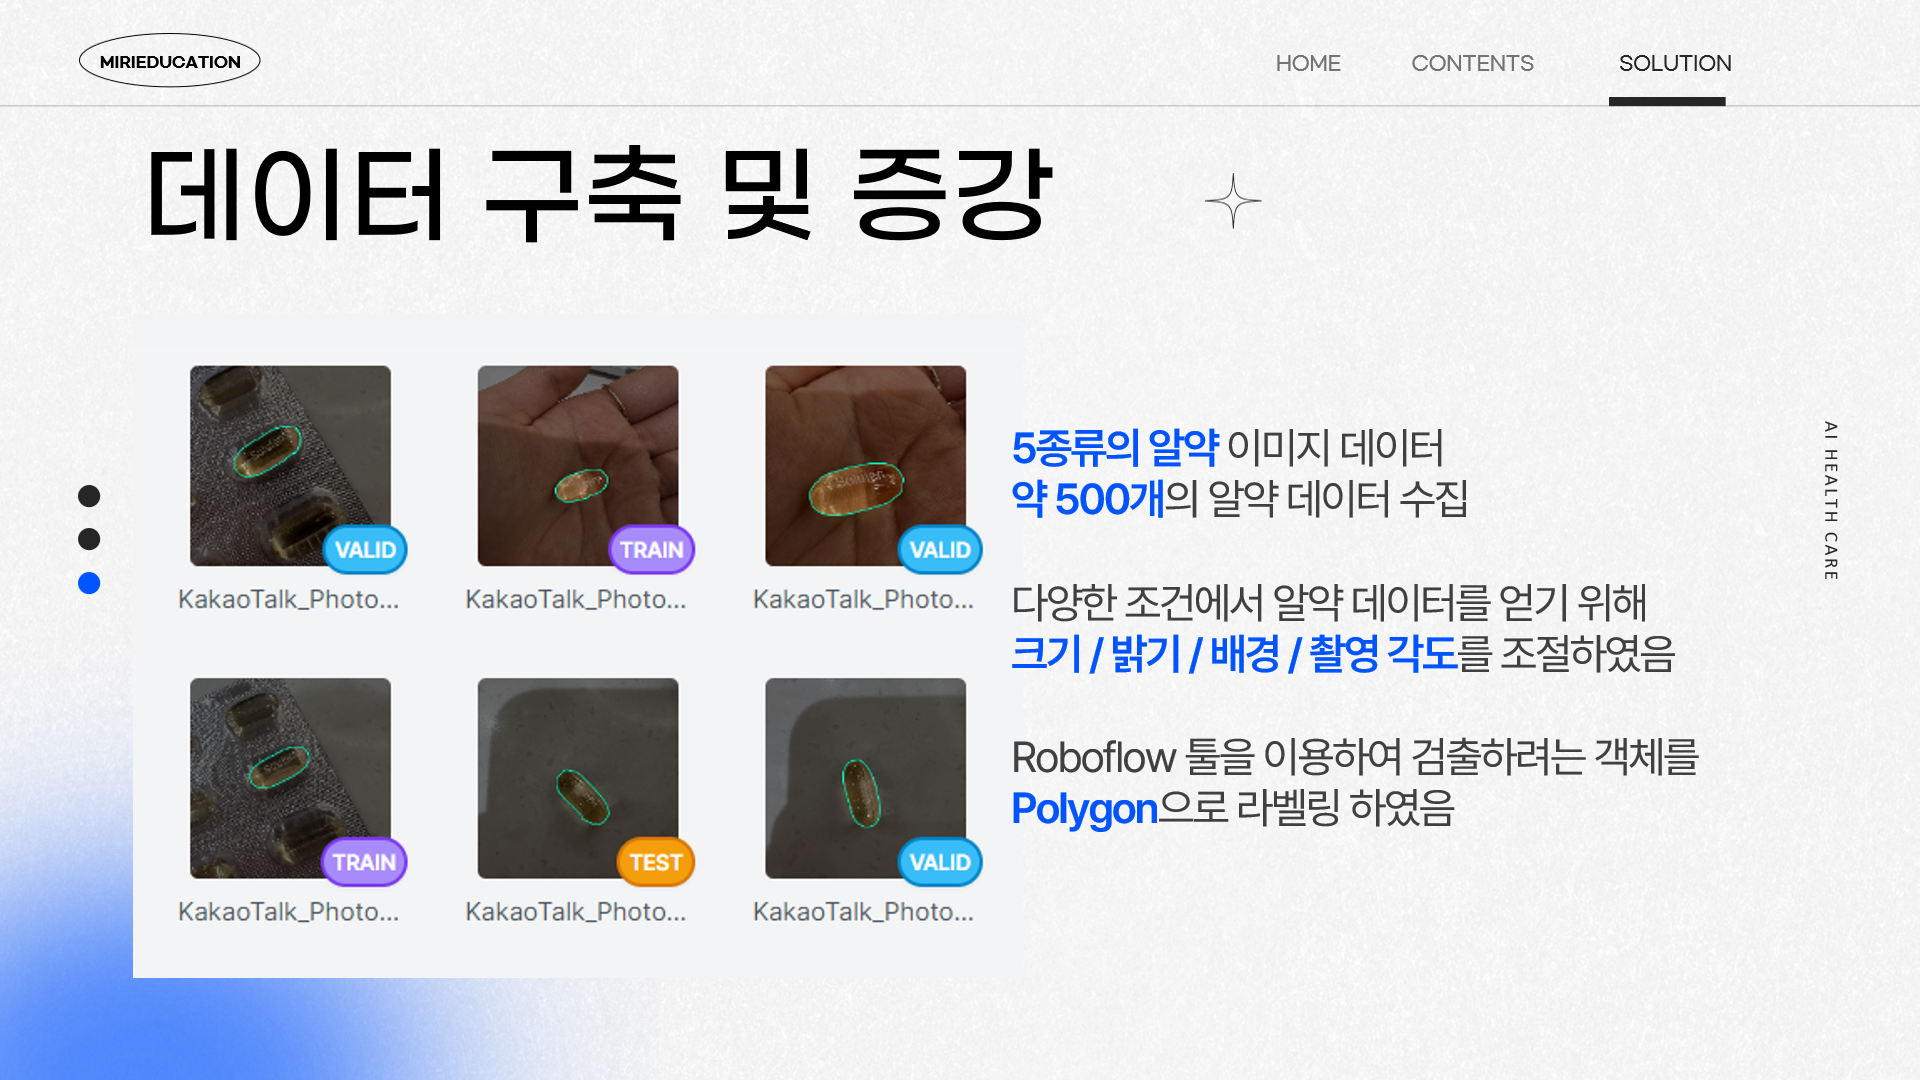 MIRIEDUCATION
HOME
CONTENTS
SOLUTION
데이터 구축 및 증강
VALID
TRAIN
VALID
KakaoTalk_Photo...
KakaoTalk_Photo...
KakaoTalk_Photo...
TRAIN
TEST
VALID
KakaoTalk_Photo...
KakaoTalk_Photo...
KakaoTalk_Photo...
5종류의 알약 이미지 데이터
약 500개의 알약 데이터 수집
다양한 조건에서 알약 데이터를 얻기 위해
크기 / 밝기 / 배경 / 촬영 각도를 조절하였음
Roboflow 툴을 이용하여 검출하려는 객체를
Polygon으로 라벨링 하였음
AI HEALTH CARE